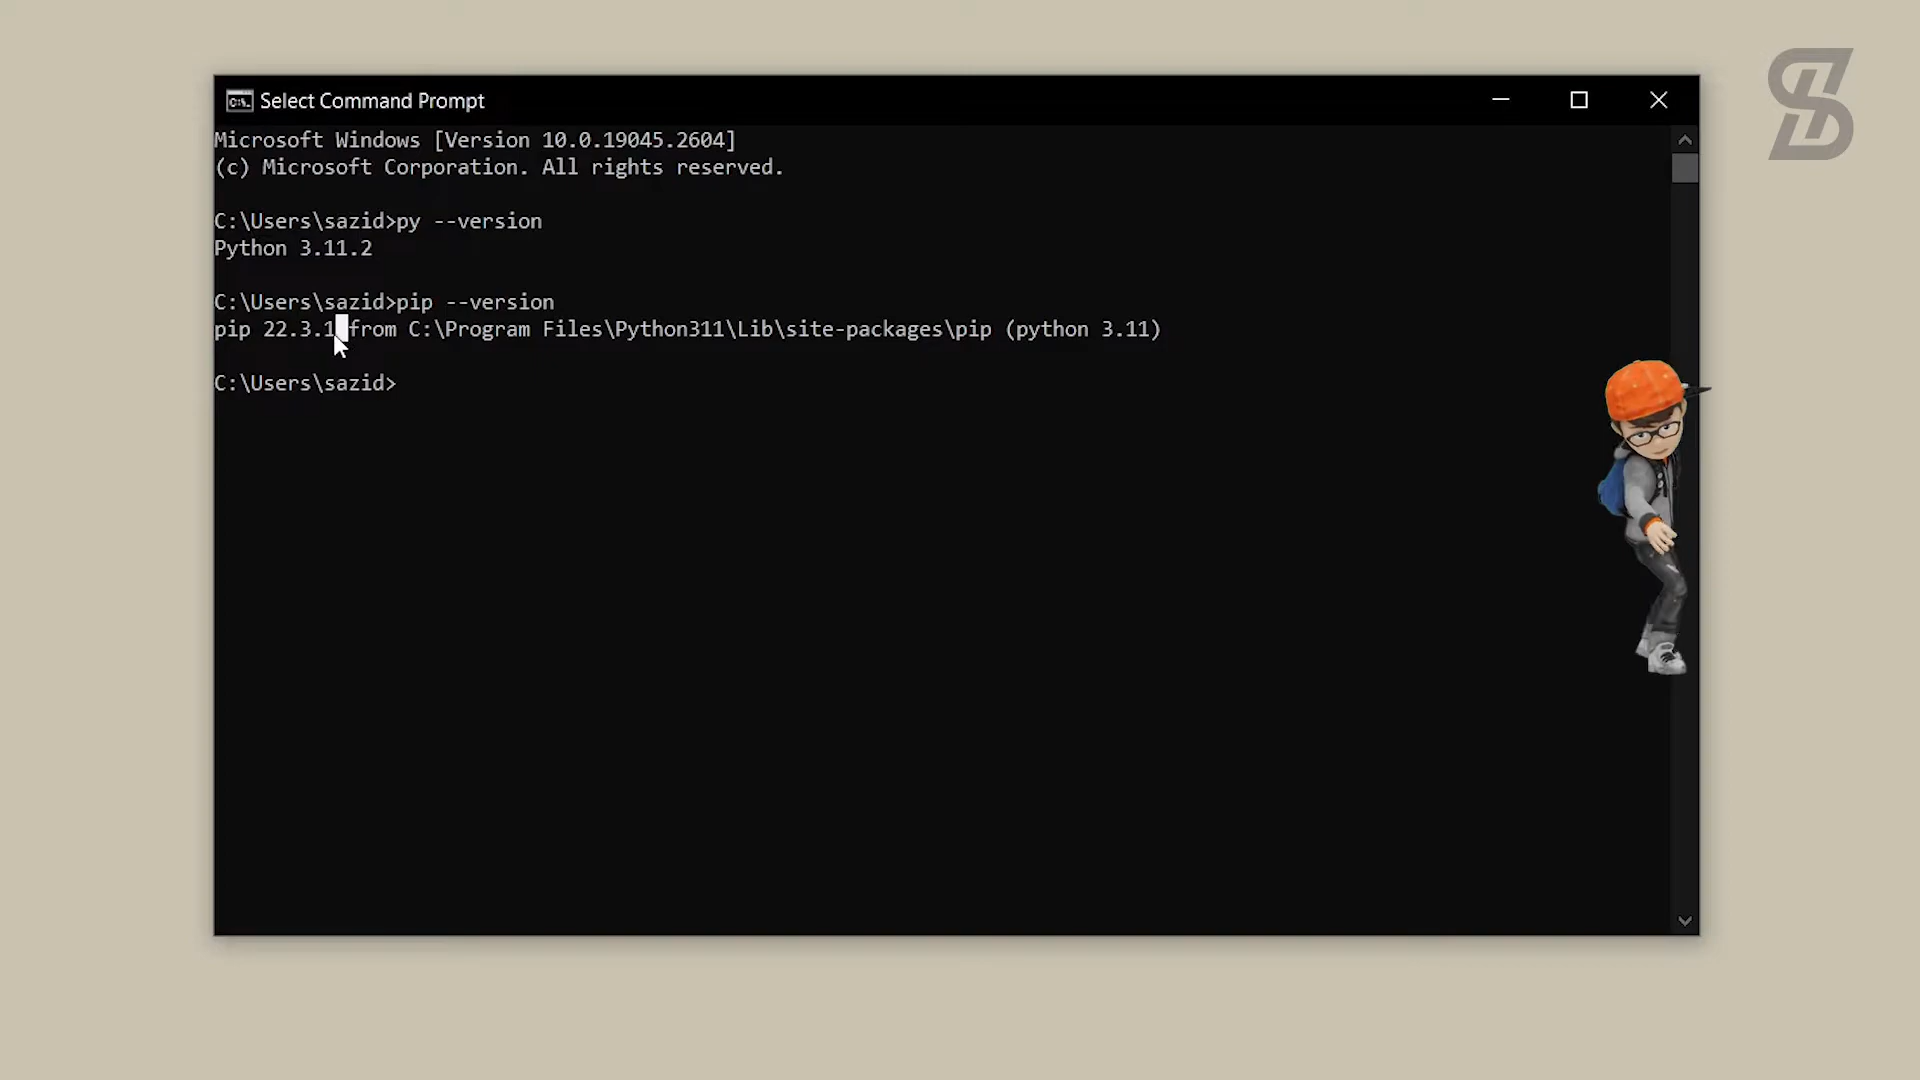 Select Command Prompt
Microsoft Windows [Version 10.0.19045.2604]
(c) Microsoft Corporation. All rights reserved.
C:\Users\sazid>py --version
Python 3.11.2
C:\Users\sazid>pip --version
pip 22.3.1 from C:\Program Files\Python311\Lib\site-packages\pip (python 3.11)
C:\Users\sazid>